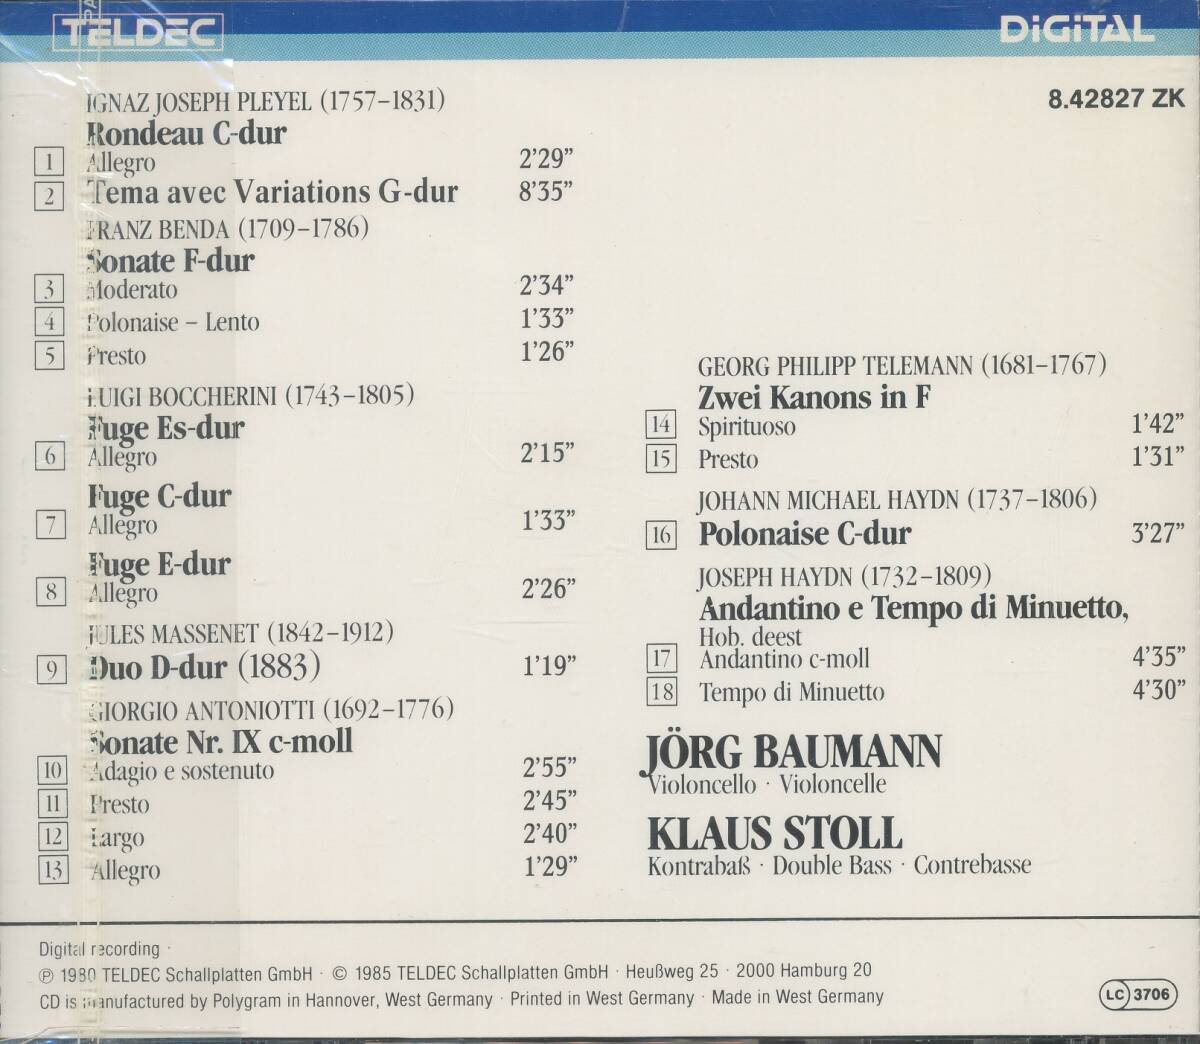 TELDEC
DiGiTAL
8.42827 ZK
IGNAZ JOSEPH PLEYEL (1757–1831)
Rondeau C-dur
1 Allegro 2'29"
2 Tema avec Variations G-dur 8'35"
FRANZ BENDA (1709–1786)
Sonate F-dur
3 Moderato 2'34"
4 Polonaise – Lento 1'33"
5 Presto 1'26"
LUIGI BOCCHERINI (1743–1805)
Fuge Es-dur
6 Allegro 2'15"
Fuge C-dur
7 Allegro 1'33"
Fuge E-dur
8 Allegro 2'26"
JULES MASSENET (1842–1912)
9 Duo D-dur (1883) 1'19"
GIORGIO ANTONIOTTI (1692–1776)
Sonate Nr. IX c-moll
10 Adagio e sostenuto 2'55"
11 Presto 2'45"
12 Largo 2'40"
13 Allegro 1'29"
GEORG PHILIPP TELEMANN (1681–1767)
Zwei Kanons in F
14 Spirituoso 1'42"
15 Presto 1'31"
JOHANN MICHAEL HAYDN (1737–1806)
16 Polonaise C-dur 3'27"
JOSEPH HAYDN (1732–1809)
Andantino e Tempo di Minuetto,
Hob. deest
17 Andantino c-moll 4'35"
18 Tempo di Minuetto 4'30"
JÖRG BAUMANN
Violoncello · Violoncelle
KLAUS STOLL
Kontrabaß · Double Bass · Contrebasse
Digital recording ·
℗ 1980 TELDEC Schallplatten GmbH · © 1985 TELDEC Schallplatten GmbH · Heußweg 25 · 2000 Hamburg 20
CD is manufactured by Polygram in Hannover, West Germany · Printed in West Germany · Made in West Germany
LC 3706